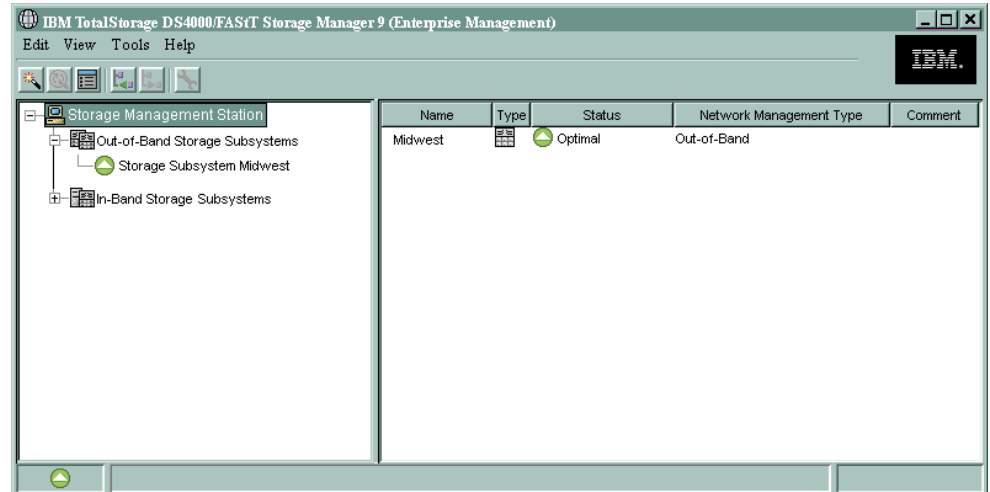 IBM TotalStorage DS4000/FAStT Storage Manager 9 (Enterprise Management)
Edit View Tools Help
IBM.
Storage Management Station
Out-of-Band Storage Subsystems
Storage Subsystem Midwest
In-Band Storage Subsystems
Name Type Status Network Management Type Comment
Midwest Optimal Out-of-Band